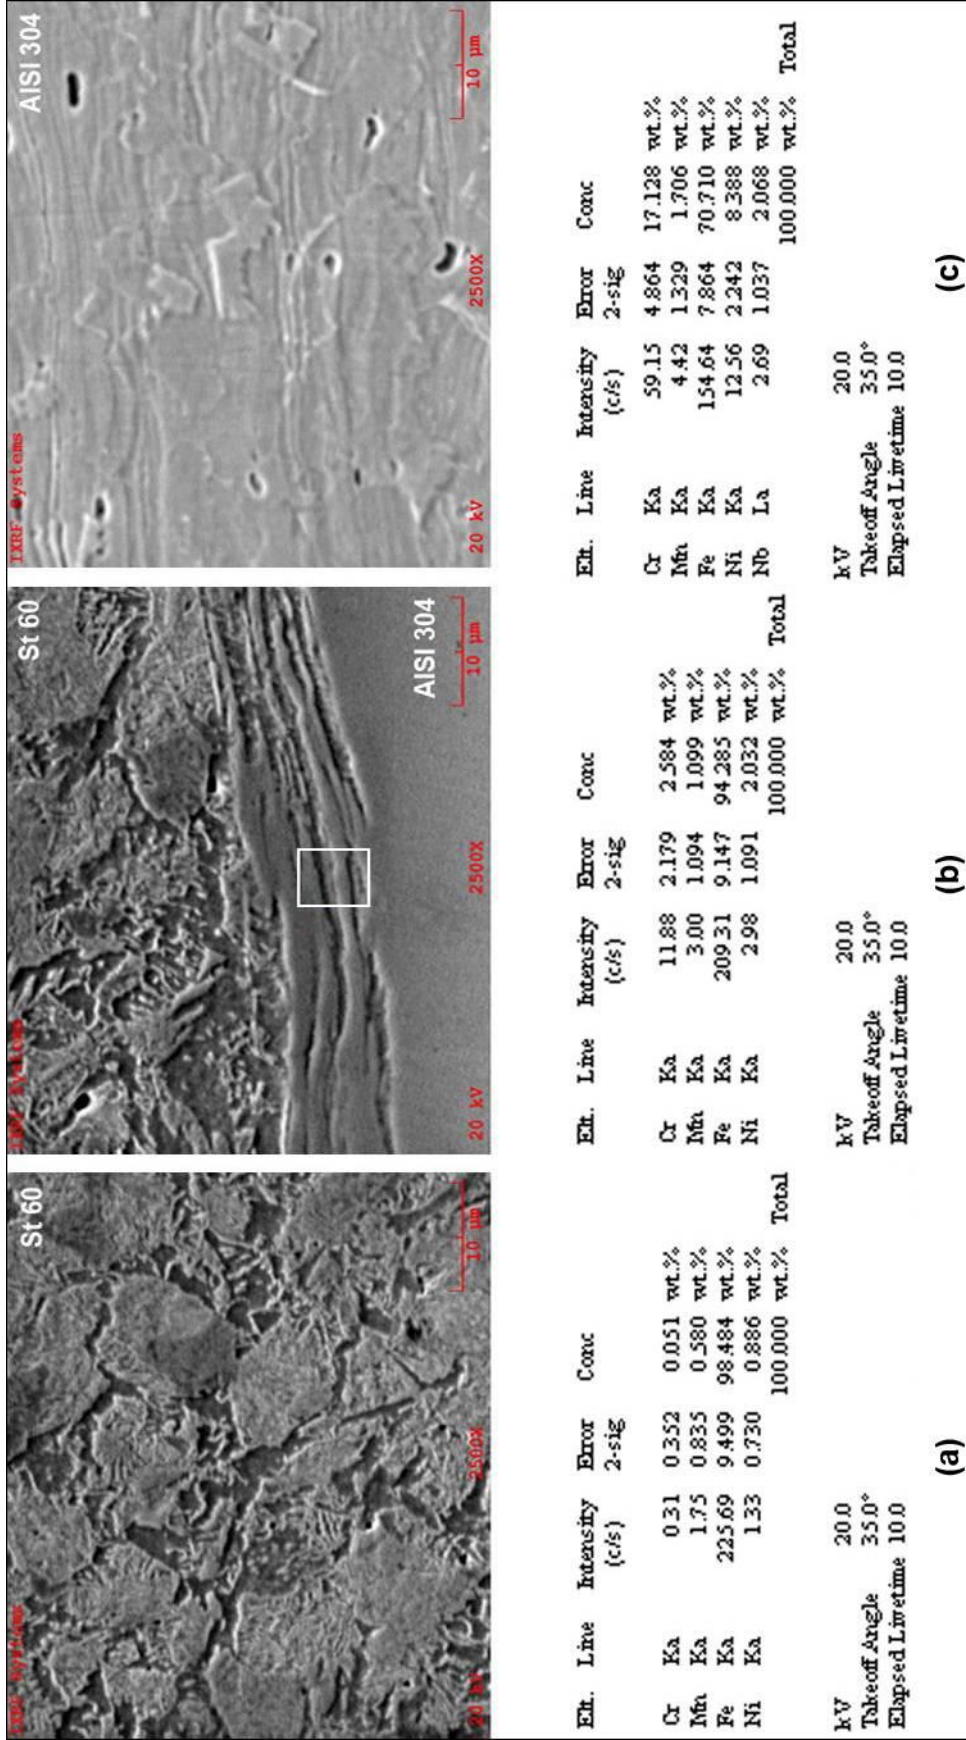 St 60
IXRF Systems
20 kV 2500X 10 µm
St 60
IXRF Systems
AISI 304
20 kV 2500X 10 µm
AISI 304
IXRF Systems
20 kV 2500X 10 µm
Elt. Line Intensity Error Conc
(c/s) 2-sig
Cr Ka 0.31 0.352 0.051 wt.%
Mn Ka 1.75 0.835 0.580 wt.%
Fe Ka 225.69 9.499 98.484 wt.%
Ni Ka 1.33 0.730 0.886 wt.%
100.000 wt.% Total
kV 20.0
Takeoff Angle 35.0°
Elapsed Livetime 10.0
(a)
Elt. Line Intensity Error Conc
(c/s) 2-sig
Cr Ka 11.88 2.179 2.584 wt.%
Mn Ka 3.00 1.094 1.099 wt.%
Fe Ka 209.31 9.147 94.285 wt.%
Ni Ka 2.98 1.091 2.032 wt.%
100.000 wt.% Total
kV 20.0
Takeoff Angle 35.0°
Elapsed Livetime 10.0
(b)
Elt. Line Intensity Error Conc
(c/s) 2-sig
Cr Ka 59.15 4.864 17.128 wt.%
Mn Ka 4.42 1.329 1.706 wt.%
Fe Ka 154.64 7.864 70.710 wt.%
Ni Ka 12.56 2.242 8.388 wt.%
Nb La 2.69 1.037 2.068 wt.%
100.000 wt.% Total
kV 20.0
Takeoff Angle 35.0°
Elapsed Livetime 10.0
(c)